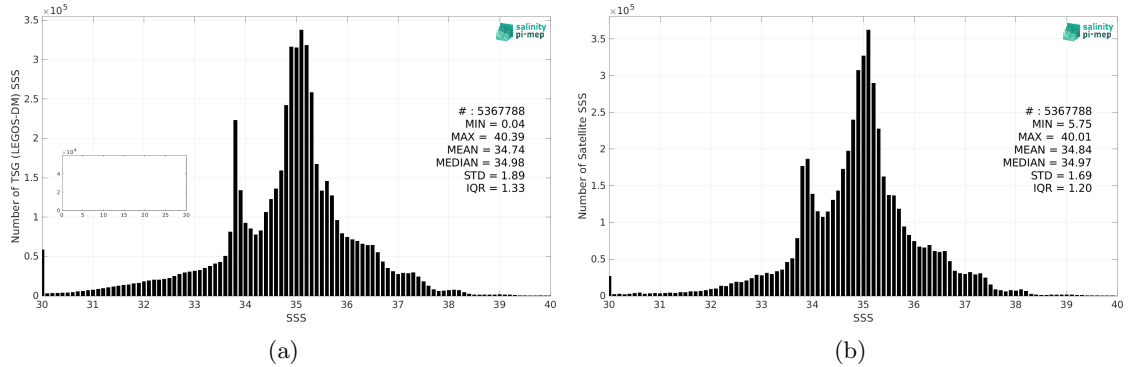 ×10^5
3.5
3
2.5
2
1.5
1
0.5
0
Number of TSG (LEGOS-DM) SSS
salinity
pi-mep
# : 5367788
MIN = 0.04
MAX = 40.39
MEAN = 34.74
MEDIAN = 34.98
STD = 1.89
IQR = 1.33
×10^4
6
4
2
0
0 5 10 15 20 25 30
30 31 32 33 34 35 36 37 38 39 40
SSS
(a)
×10^5
3.5
3
2.5
2
1.5
1
0.5
0
Number of Satellite SSS
salinity
pi-mep
# : 5367788
MIN = 5.75
MAX = 40.01
MEAN = 34.84
MEDIAN = 34.97
STD = 1.69
IQR = 1.20
30 31 32 33 34 35 36 37 38 39 40
SSS
(b)